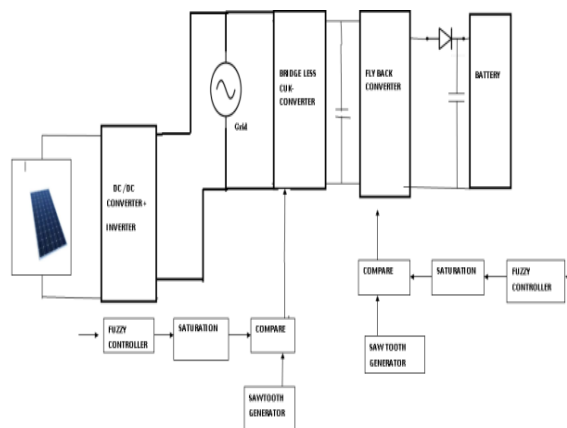 BRIDGE LESS
CUK-
CONVERTER
FLY BACK
CONVERTER
BATTERY
Grid
DC /DC
CONVERTER+
INVERTER
COMPARE
SATURATION
FUZZY
CONTROLLER
FUZZY
CONTROLLER
SATURATION
COMPARE
SAW TOOTH
GENERATOR
SAWTOOTH
GENERATOR